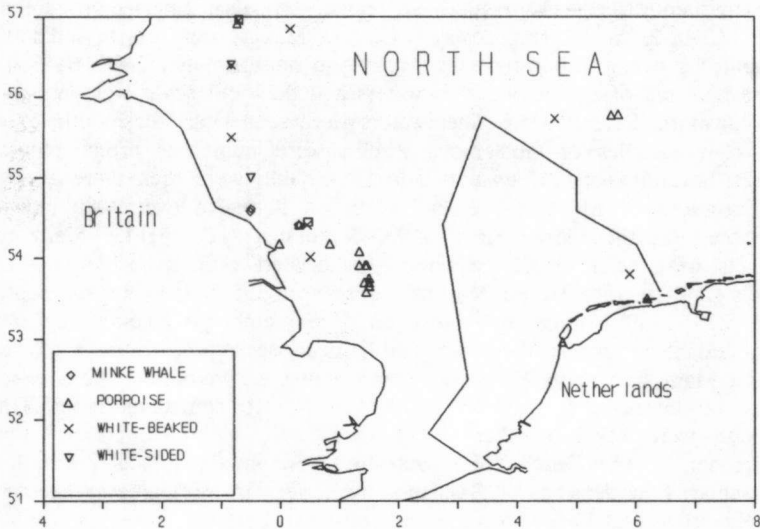 57
NORTH SEA
56
55
Britain
54
53
MINKE WHALE
PORPOISE
Netherlands
52
WHITE-BEAKED
WHITE-SIDED
51
4 2 0 2 4 6 8